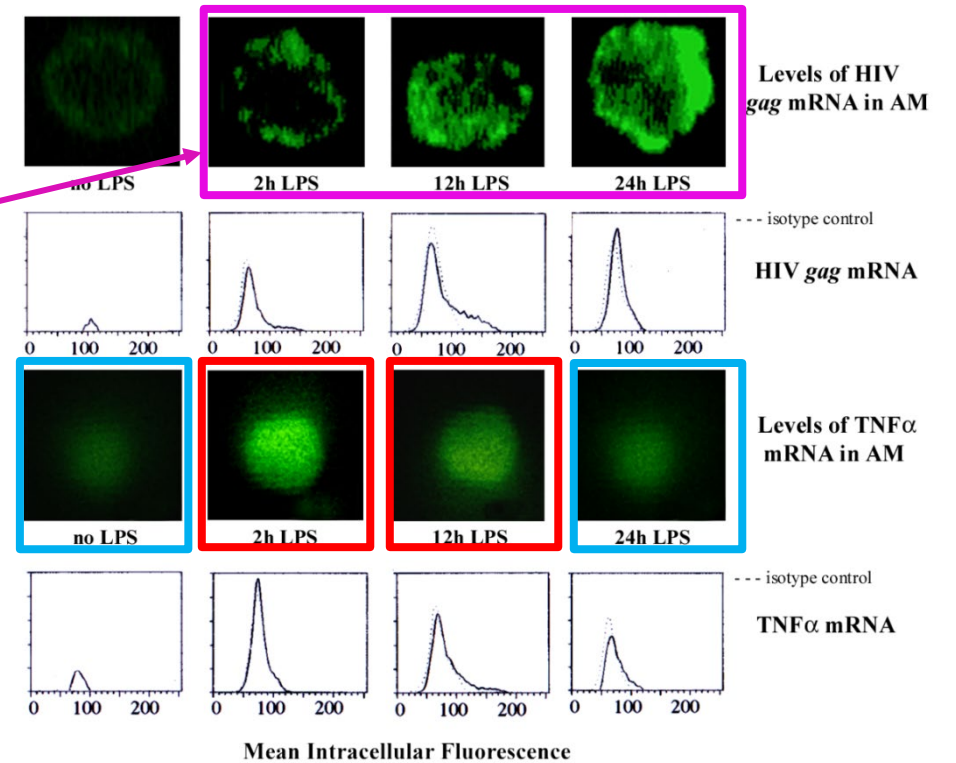 Levels of HIV
gag mRNA in AM
no LPS 2h LPS 12h LPS 24h LPS
--- isotype control
HIV gag mRNA
0 100 200 0 100 200 0 100 200 0 100 200
Levels of TNFα
mRNA in AM
no LPS 2h LPS 12h LPS 24h LPS
--- isotype control
TNFα mRNA
0 100 200 0 100 200 0 100 200 0 100 200
Mean Intracellular Fluorescence